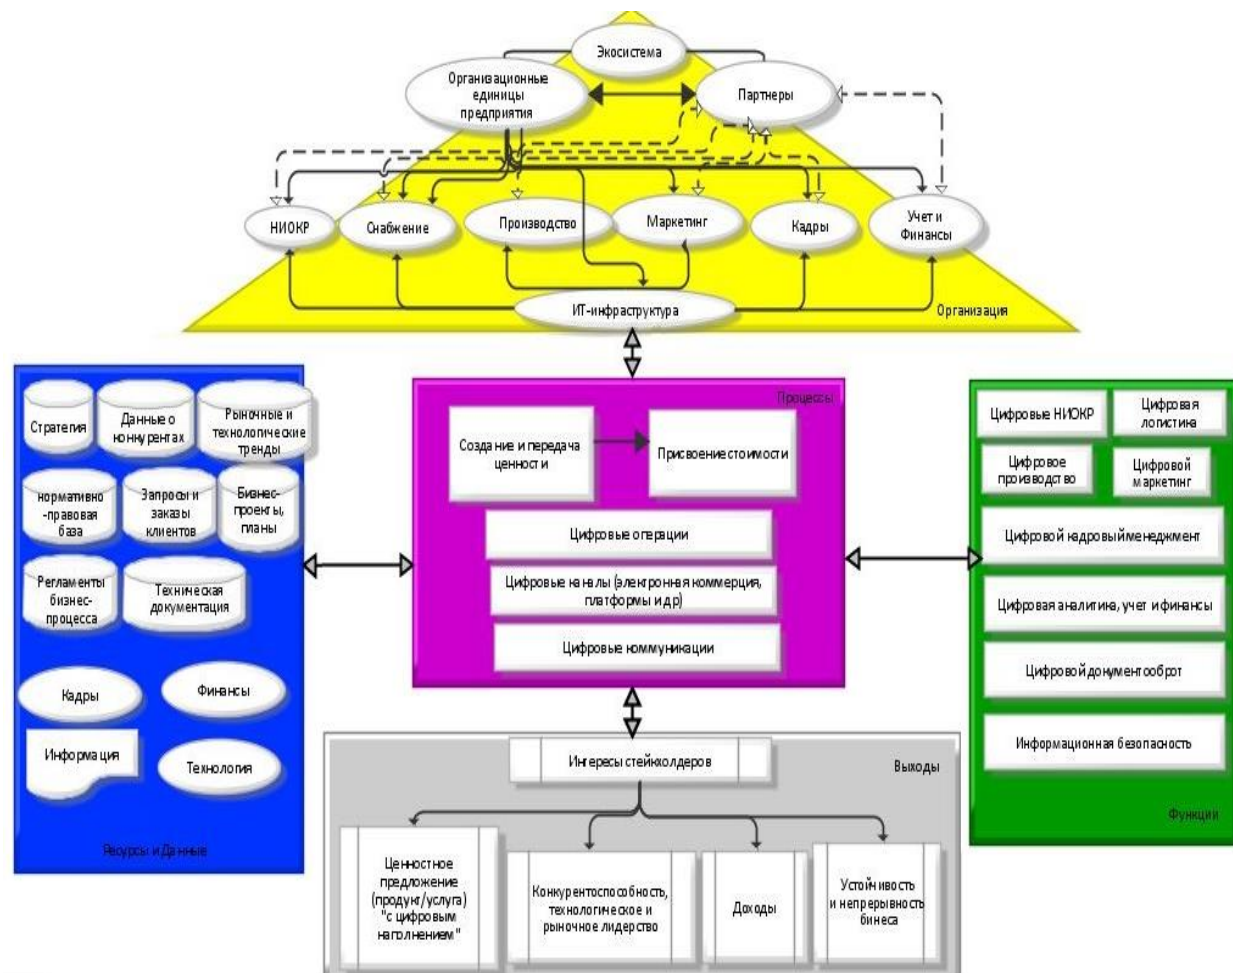 Экосистема
Организационные
единицы
предприятия
Партнеры
НИОКР
Снабжение
Производство
Маркетинг
Кадры
Учет и
Финансы
ИТ-инфраструктура
Организация
Стратегия
Данные о
конкурентах
Рыночные и
технологические
тренды
нормативно
-правовая
база
Запросы и
заказы
клиентов
Бизнес-
проекты,
планы
Регламенты
бизнес-
процесса
Техническая
документация
Кадры
Финансы
Информация
Технология
Ресурсы и Данные
Процессы
Создание и передача
ценности
Присвоение стоимости
Цифровые операции
Цифровые каналы (электронная коммерция,
платформы и др)
Цифровые коммуникации
Цифровые НИОКР
Цифровая
логистика
Цифровое
производство
Цифровой
маркетинг
Цифровой кадровый менеджмент
Цифровая аналитика, учет и финансы
Цифровой документооброт
Информационная безопасность
Функции
Интересы стейкхолдеров
Выходы
Ценностное
предложение
(продукт/услуга)
"с цифровым
наполнением"
Конкурентоспособность,
технологическое и
рыночное лидерство
Доходы
Устойчивость
и непрерывность
бинеса